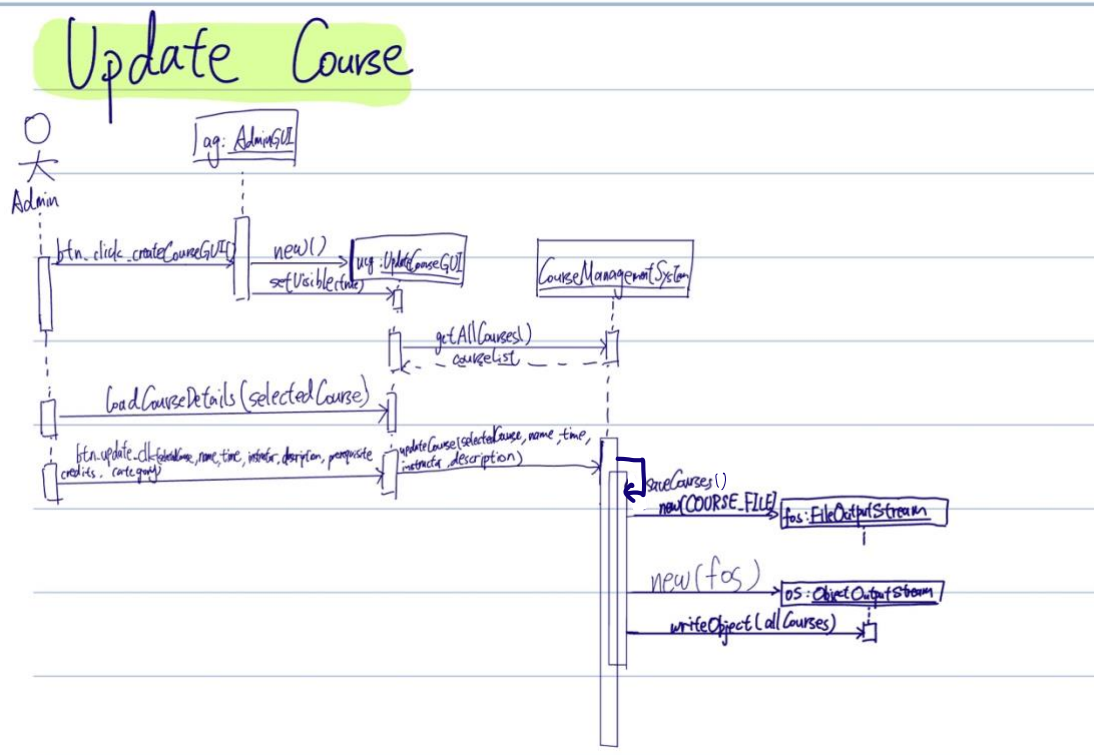 Update Course
ag: AdminGUI
Admin
btn_click_createCourseGUI()
new()
ucg :UpdateCourseGUI
setVisible(true)
CourseManagementSystem
getAllCourses()
courseList
loadCourseDetails(selectedCourse)
btn_update_clk(selectedCourse, name, time, instructor, description, prerequisite
credits, category)
updateCourse(selectedCourse, name, time,
instructor, description)
saveCourses()
new(COURSE_FILE)
fos: FileOutputStream
new(fos)
os: ObjectOutputStream
writeObject(allCourses)